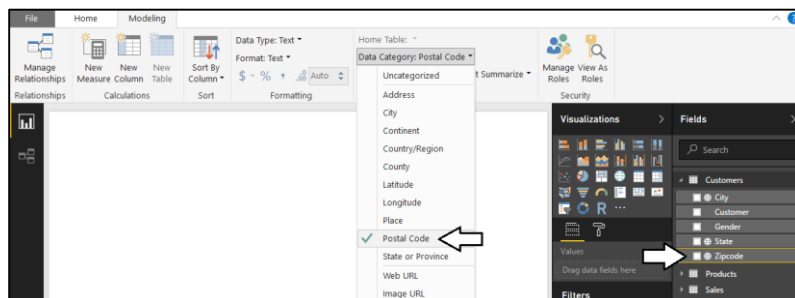 File Home Modeling
Manage Relationships
New Measure
New Column
New Table
Sort By Column
Data Type: Text
Format: Text
$ - % , Auto
Home Table:
Data Category: Postal Code
Uncategorized
Address
City
Continent
Country/Region
County
Latitude
Longitude
Place
Postal Code
State or Province
Web URL
Image URL
t Summarize
Manage Roles
View As Roles
Relationships Calculations Sort Formatting Security
Visualizations
R
Values
Drag data fields here
Filters
Fields
Search
Customers
City
Customer
Gender
State
Zipcode
Products
Sales